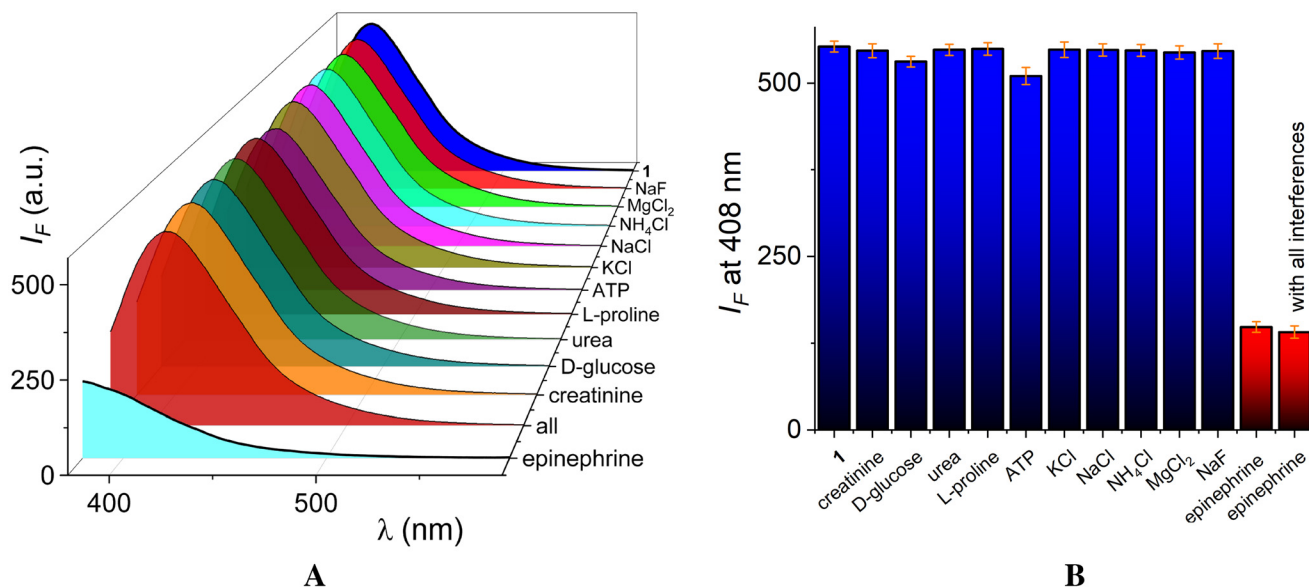 500
250
0
I_F (a.u.)
400
500
λ (nm)
1
NaF
MgCl₂
NH₄Cl
NaCl
KCl
ATP
L-proline
urea
D-glucose
creatinine
all
epinephrine
A
500
250
0
I_F at 408 nm
with all interferences
1
creatinine
D-glucose
urea
L-proline
ATP
KCl
NaCl
NH₄Cl
MgCl₂
NaF
epinephrine
epinephrine
B